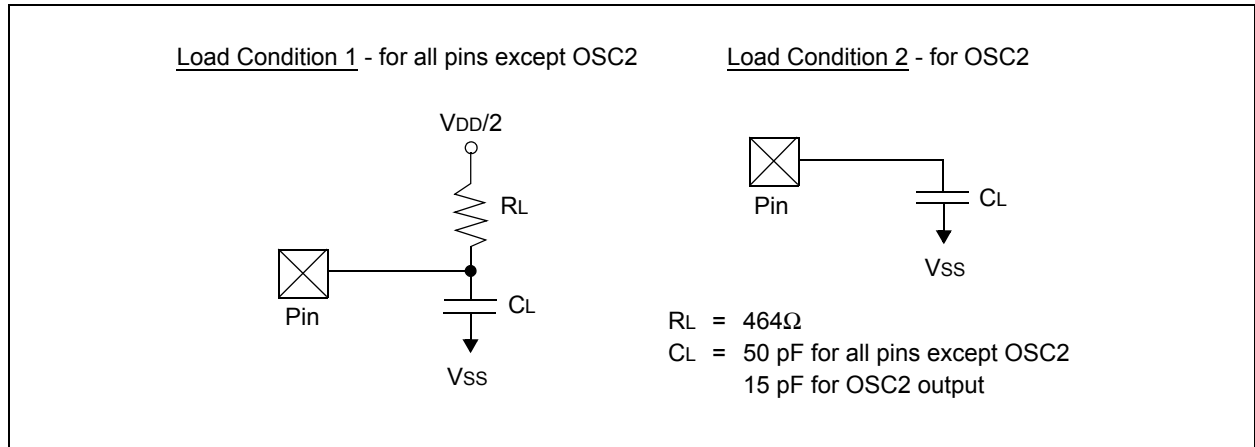 Load Condition 1 - for all pins except OSC2
VDD/2
RL
Pin
CL
VSS
Load Condition 2 - for OSC2
Pin
CL
VSS
RL = 464Ω
CL = 50 pF for all pins except OSC2
15 pF for OSC2 output